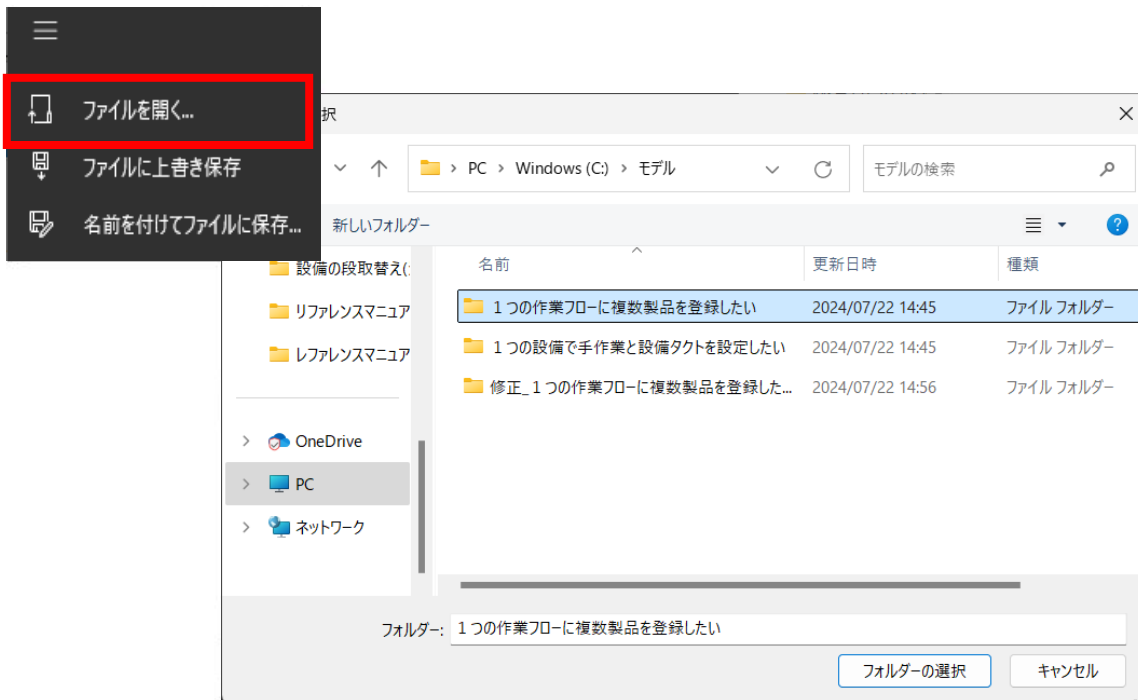 ファイルを開く...
ファイルに上書き保存
名前を付けてファイルに保存...
択
PC
Windows (C:)
モデル
モデルの検索
新しいフォルダー
名前
更新日時
種類
設備の段取替え(
リファレンスマニュア
レファレンスマニュア
OneDrive
PC
ネットワーク
1つの作業フローに複数製品を登録したい 2024/07/22 14:45 ファイル フォルダー
1つの設備で手作業と設備タクトを設定したい 2024/07/22 14:45 ファイル フォルダー
修正_1つの作業フローに複数製品を登録した... 2024/07/22 14:56 ファイル フォルダー
フォルダー: 1つの作業フローに複数製品を登録したい
フォルダーの選択
キャンセル